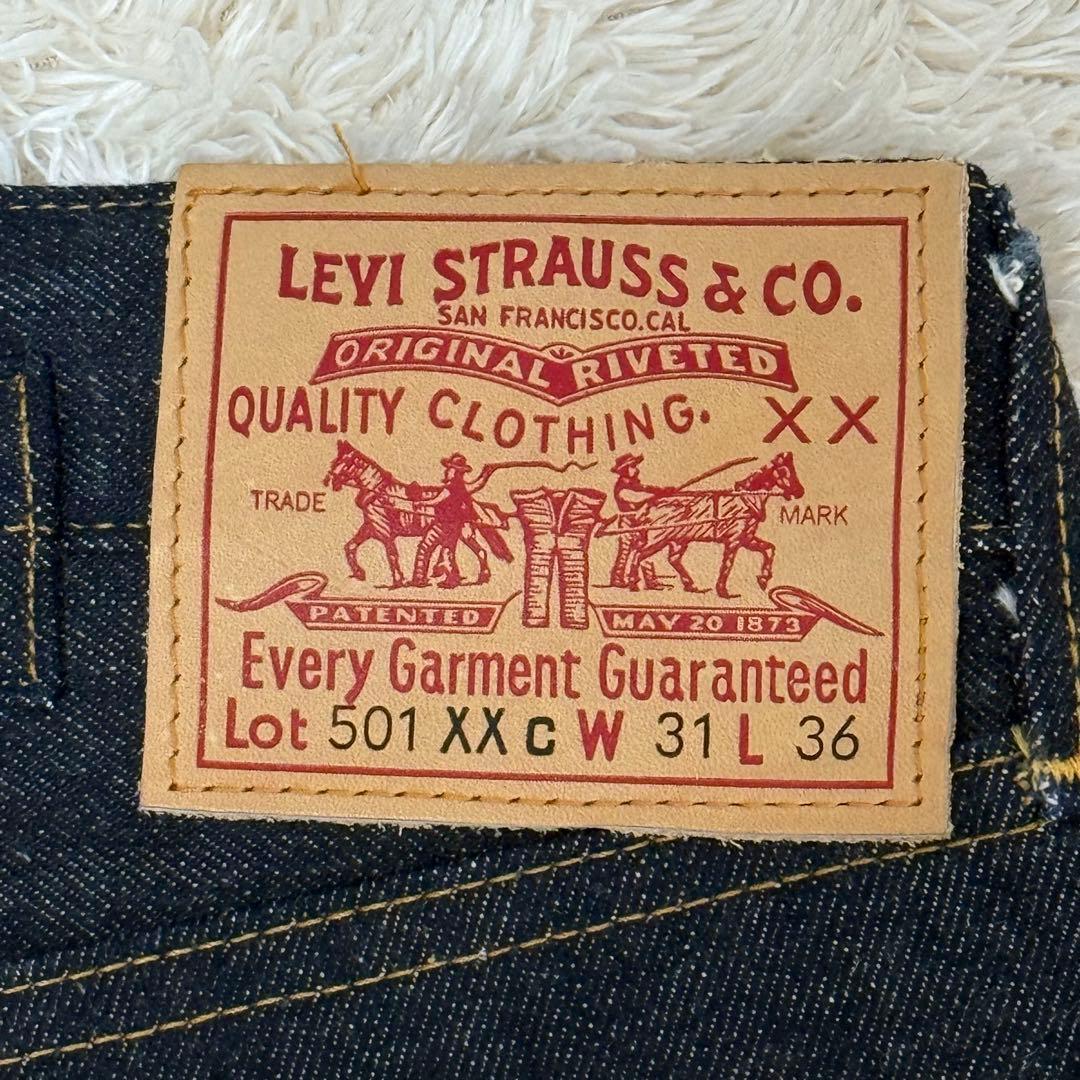 LEVI STRAUSS & CO.
SAN FRANCISCO.CAL
ORIGINAL RIVETED
QUALITY CLOTHING. XX
TRADE MARK
PATENTED MAY 20 1873
Every Garment Guaranteed
Lot 501 XX C W 31 L 36